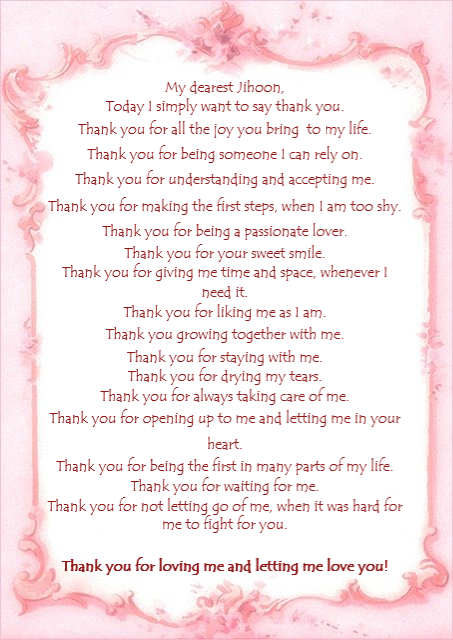 My dearest Jihoon,
Today I simply want to say thank you.
Thank you for all the joy you bring to my life.
Thank you for being someone I can rely on.
Thank you for understanding and accepting me.
Thank you for making the first steps, when I am too shy.
Thank you for being a passionate lover.
Thank you for your sweet smile.
Thank you for giving me time and space, whenever I
need it.
Thank you for liking me as I am.
Thank you growing together with me.
Thank you for staying with me.
Thank you for drying my tears.
Thank you for always taking care of me.
Thank you for opening up to me and letting me in your
heart.
Thank you for being the first in many parts of my life.
Thank you for waiting for me.
Thank you for not letting go of me, when it was hard for
me to fight for you.
Thank you for loving me and letting me love you!